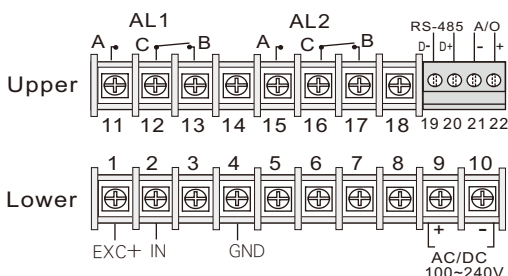 AL1 AL2
RS-485 A/O
A C B A C B D- D+ - +
Upper
11 12 13 14 15 16 17 18 19 20 21 22
1 2 3 4 5 6 7 8 9 10
Lower
+ -
EXC+ IN GND
AC/DC
100~240V